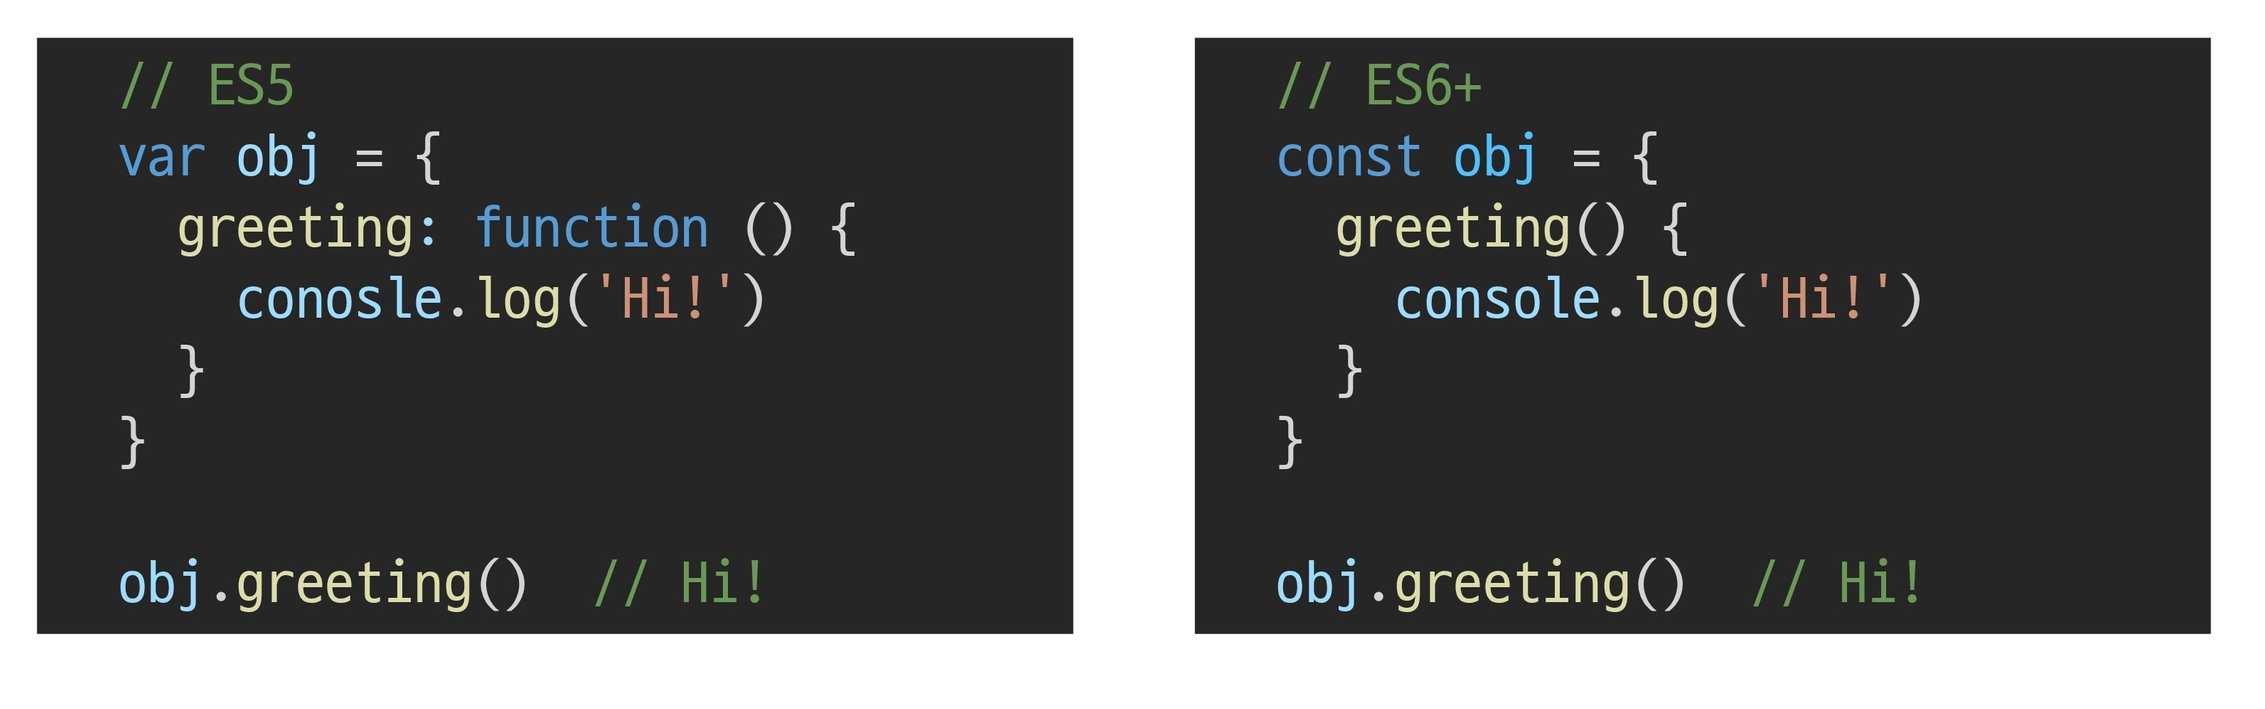 // ES5
var obj = {
  greeting: function () {
    conosle.log('Hi!')
  }
}
obj.greeting()  // Hi!
// ES6+
const obj = {
  greeting() {
    console.log('Hi!')
  }
}
obj.greeting()  // Hi!